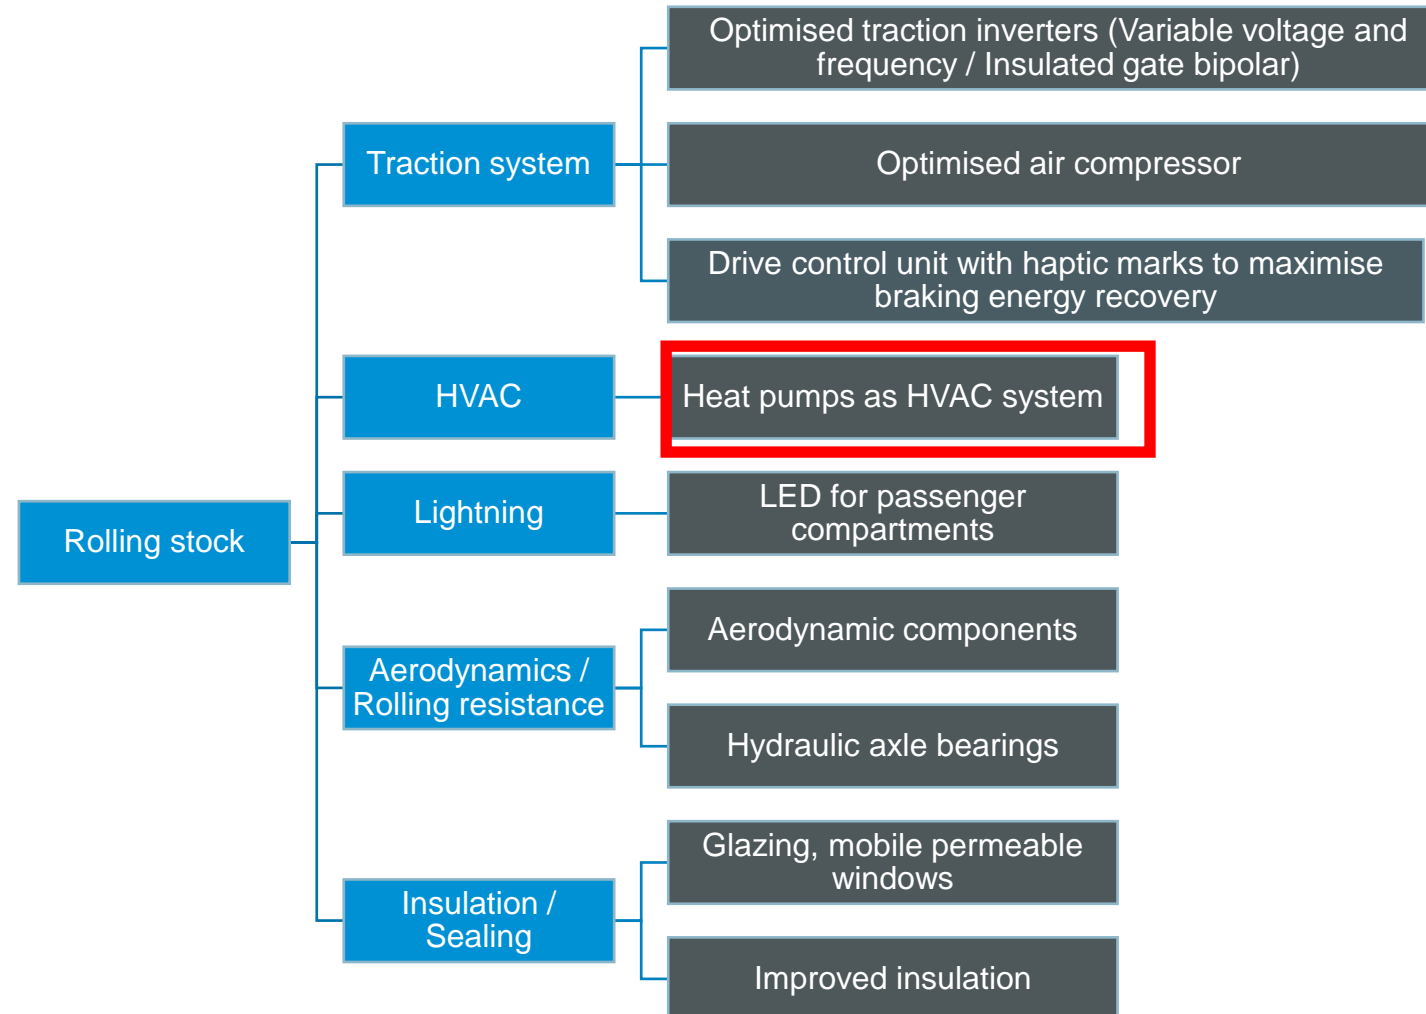 Optimised traction inverters (Variable voltage and
frequency / Insulated gate bipolar)
Traction system
Optimised air compressor
Drive control unit with haptic marks to maximise
braking energy recovery
HVAC
Heat pumps as HVAC system
Lightning
LED for passenger
compartments
Rolling stock
Aerodynamics /
Rolling resistance
Aerodynamic components
Hydraulic axle bearings
Glazing, mobile permeable
windows
Insulation /
Sealing
Improved insulation